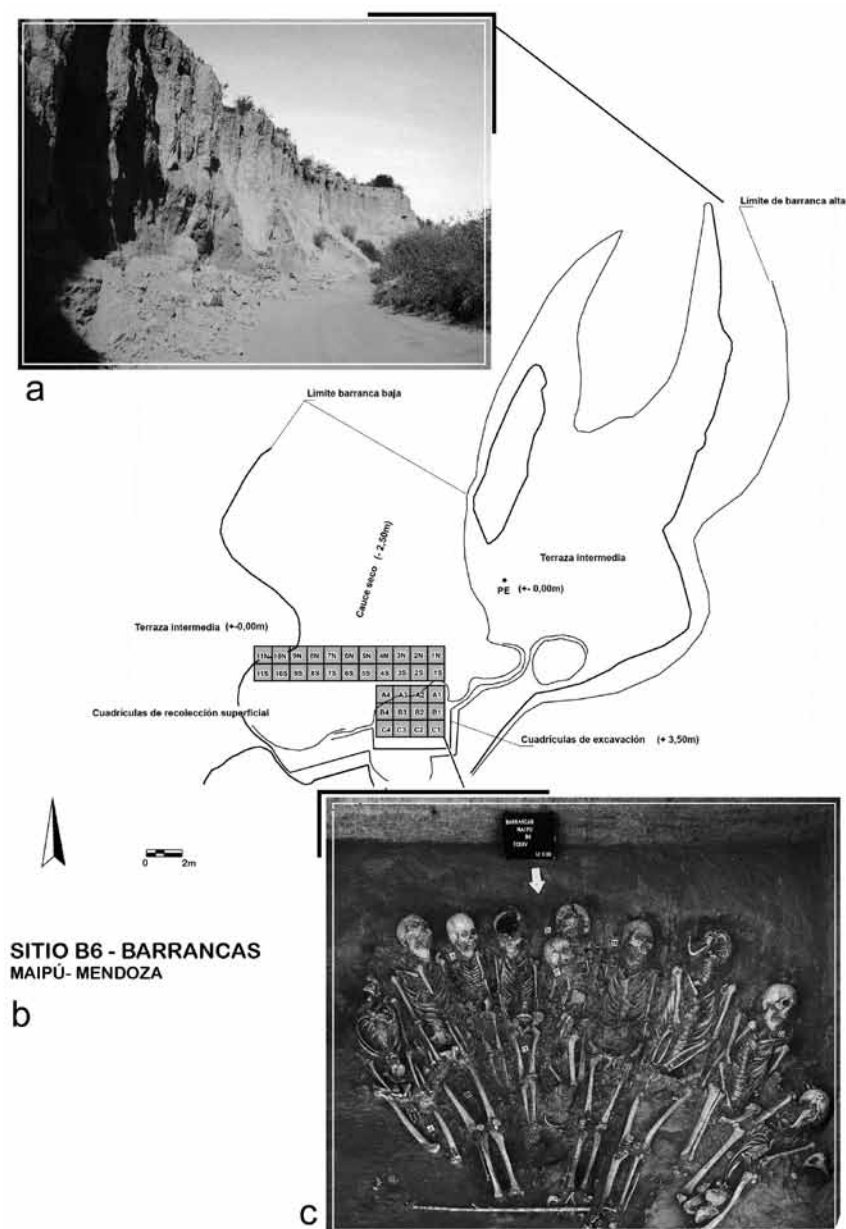 a
Limite de barranca alta
Limite barranca baja
Cauce seco (- 2,50m)
Terraza intermedia
PE (+- 0,00m)
Terraza intermedia (+-0,00m)
11N 10N 9N 8N 7N 6N 5N 4N 3N 2N 1N
11S 10S 9S 8S 7S 6S 5S 4S 3S 2S 1S
A4 A3 A2 A1
B4 B3 B2 B1
C4 C3 C2 C1
Cuadrículas de recolección superficial
Cuadrículas de excavación (+ 3,50m)
0 2m
SITIO B6 - BARRANCAS
MAIPÚ- MENDOZA
b
BARRANCAS
MAIPU
B6
c